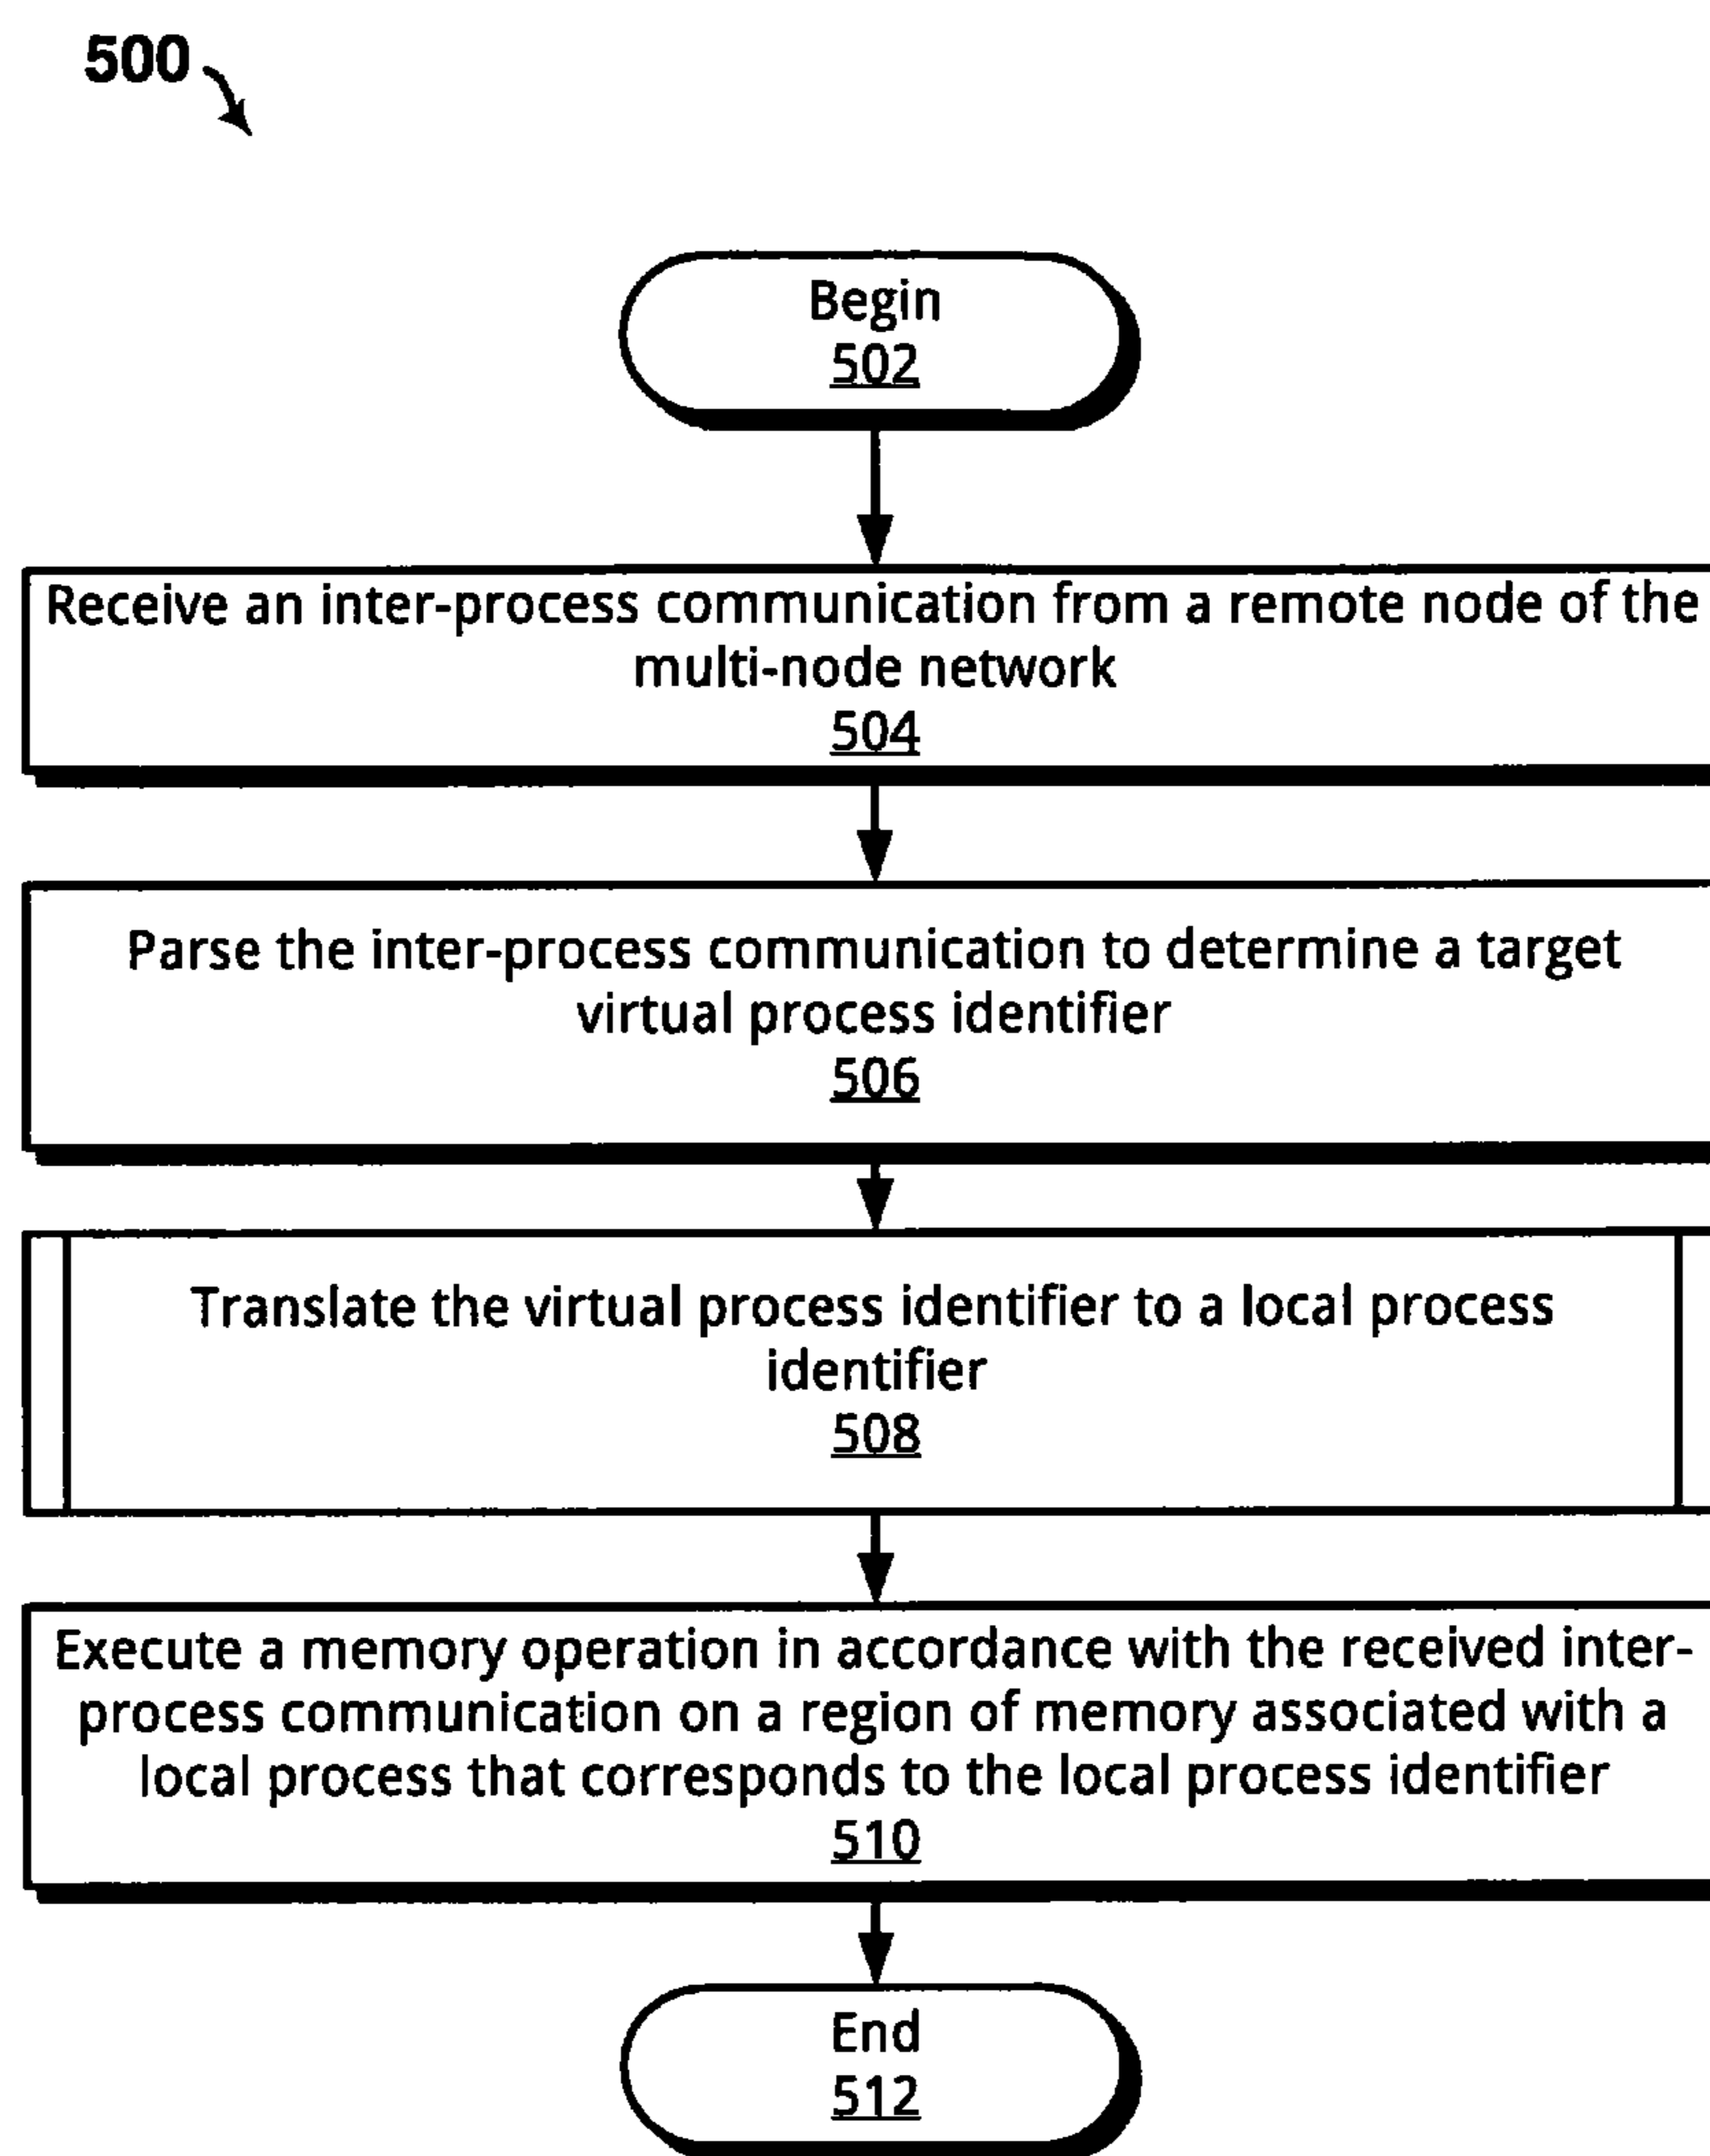 500
Begin
502
Receive an inter-process communication from a remote node of the
multi-node network
504
Parse the inter-process communication to determine a target
virtual process identifier
506
Translate the virtual process identifier to a local process
identifier
508
Execute a memory operation in accordance with the received inter-
process communication on a region of memory associated with a
local process that corresponds to the local process identifier
510
End
512